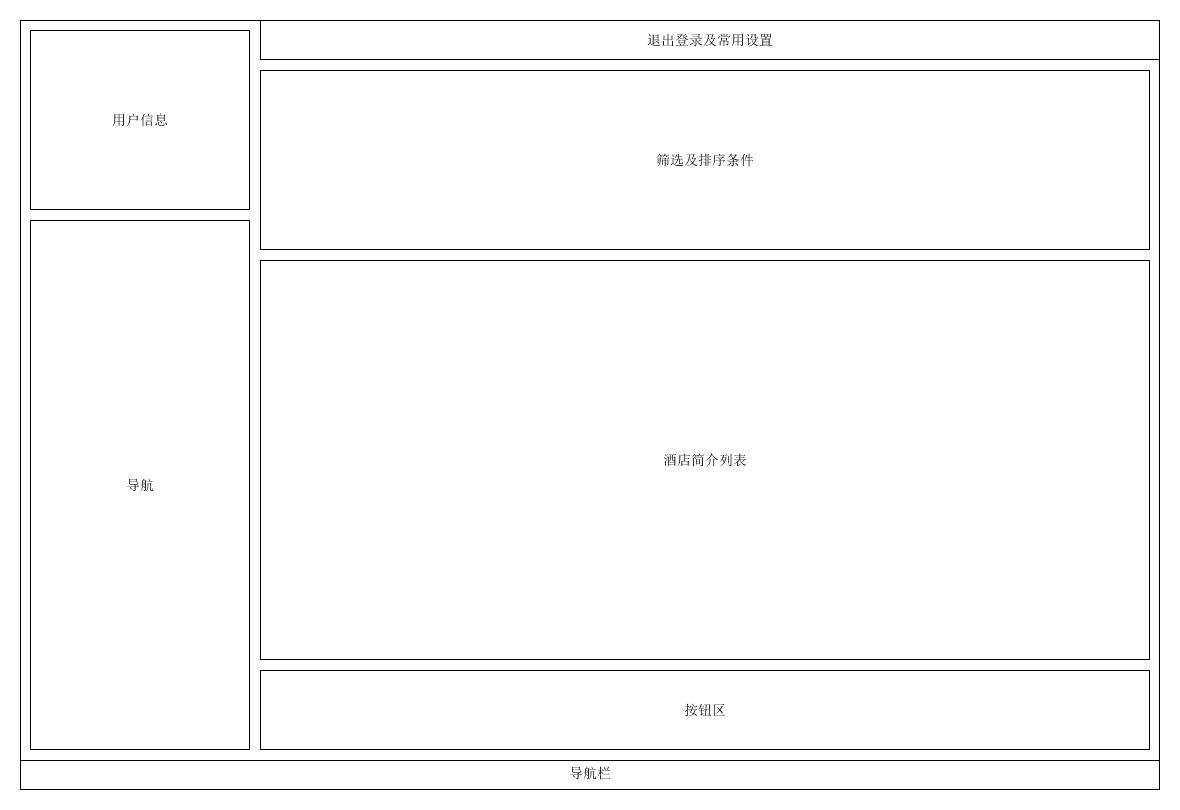 退出登录及常用设置
用户信息
筛选及排序条件
酒店简介列表
导航
按钮区
导航栏